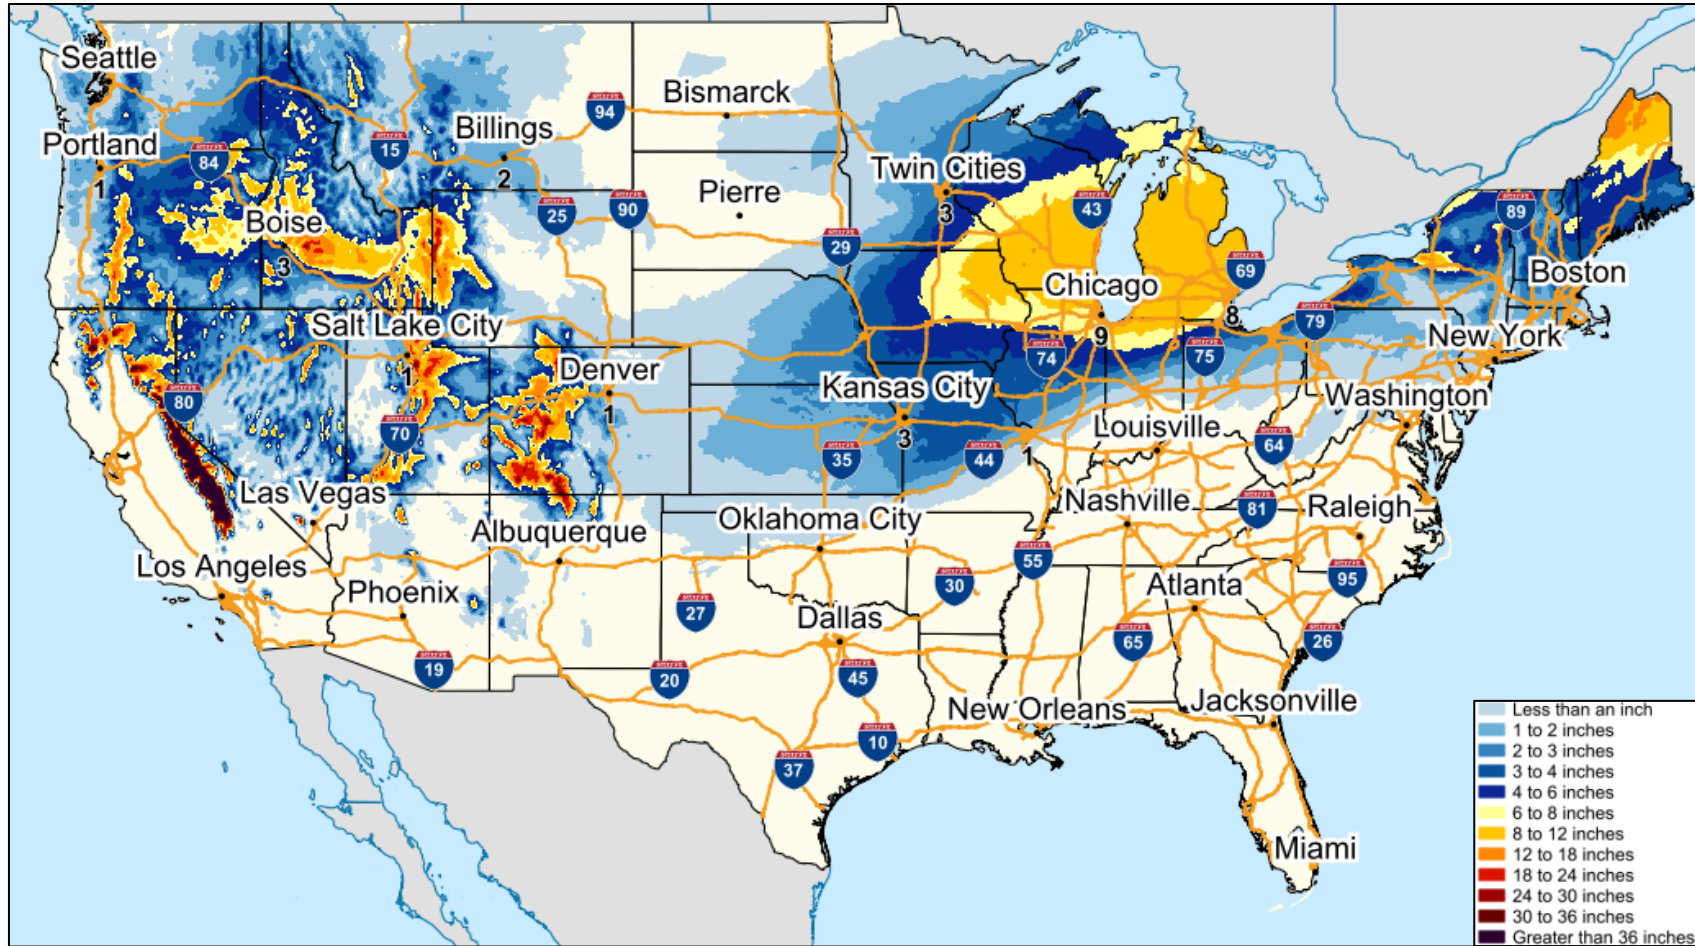 Seattle
Bismarck
94
Billings
Portland
15
84
Twin Cities
2
1
Pierre
43
89
Boise
25
90
3
29
3
69
Boston
Chicago
Salt Lake City
8
79
9
New York
74
75
Denver
1
Kansas City
Washington
80
1
3
Louisville
70
35
44
1
64
Las Vegas
Nashville
81
Raleigh
Oklahoma City
Albuquerque
55
Los Angeles
Phoenix
30
Atlanta
95
27
Dallas
65
26
19
20
45
New Orleans
Jacksonville
10
37
Miami
Less than an inch
1 to 2 inches
2 to 3 inches
3 to 4 inches
4 to 6 inches
6 to 8 inches
8 to 12 inches
12 to 18 inches
18 to 24 inches
24 to 30 inches
30 to 36 inches
Greater than 36 inches